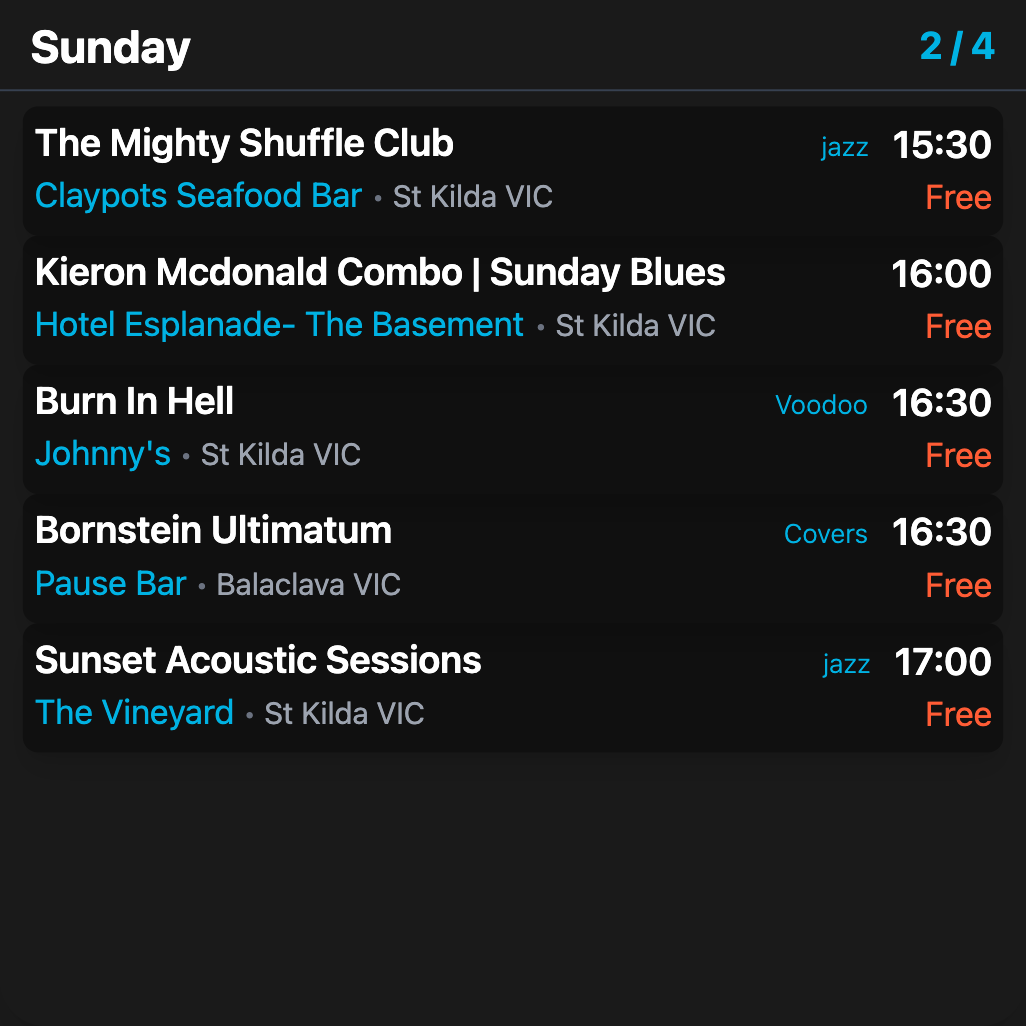 Sunday 2 / 4
The Mighty Shuffle Club jazz 15:30
Claypots Seafood Bar • St Kilda VIC Free
Kieron Mcdonald Combo | Sunday Blues 16:00
Hotel Esplanade- The Basement • St Kilda VIC Free
Burn In Hell Voodoo 16:30
Johnny's • St Kilda VIC Free
Bornstein Ultimatum Covers 16:30
Pause Bar • Balaclava VIC Free
Sunset Acoustic Sessions jazz 17:00
The Vineyard • St Kilda VIC Free